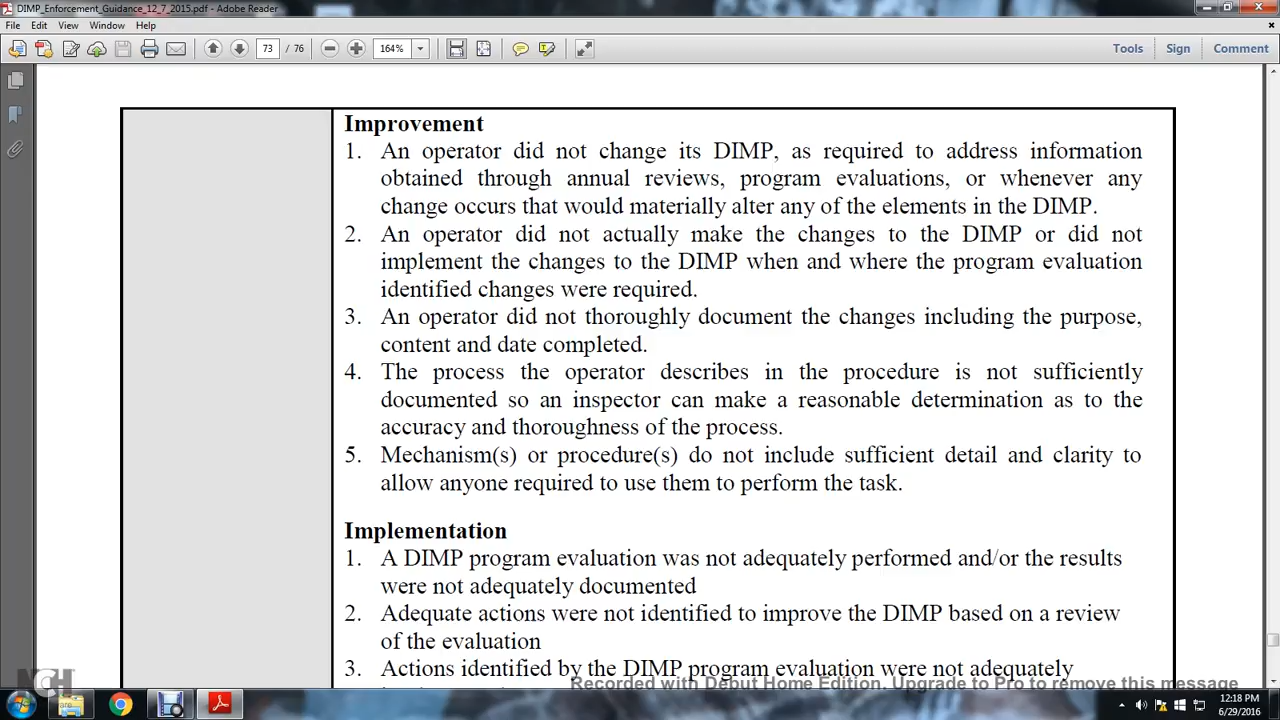 DIMP_Enforcement_Guidance_12_7_2015.pdf - Adobe Reader
File Edit View Window Help
73 / 76 164% Tools Sign Comment
Improvement
1. An operator did not change its DIMP, as required to address information
obtained through annual reviews, program evaluations, or whenever any
change occurs that would materially alter any of the elements in the DIMP.
2. An operator did not actually make the changes to the DIMP or did not
implement the changes to the DIMP when and where the program evaluation
identified changes were required.
3. An operator did not thoroughly document the changes including the purpose,
content and date completed.
4. The process the operator describes in the procedure is not sufficiently
documented so an inspector can make a reasonable determination as to the
accuracy and thoroughness of the process.
5. Mechanism(s) or procedure(s) do not include sufficient detail and clarity to
allow anyone required to use them to perform the task.
Implementation
1. A DIMP program evaluation was not adequately performed and/or the results
were not adequately documented
2. Adequate actions were not identified to improve the DIMP based on a review
of the evaluation
3. Actions identified by the DIMP program evaluation were not adequately
Recorded with Debut Home Edition. Upgrade to Pro to remove this message
NCH
12:18 PM
6/29/2016